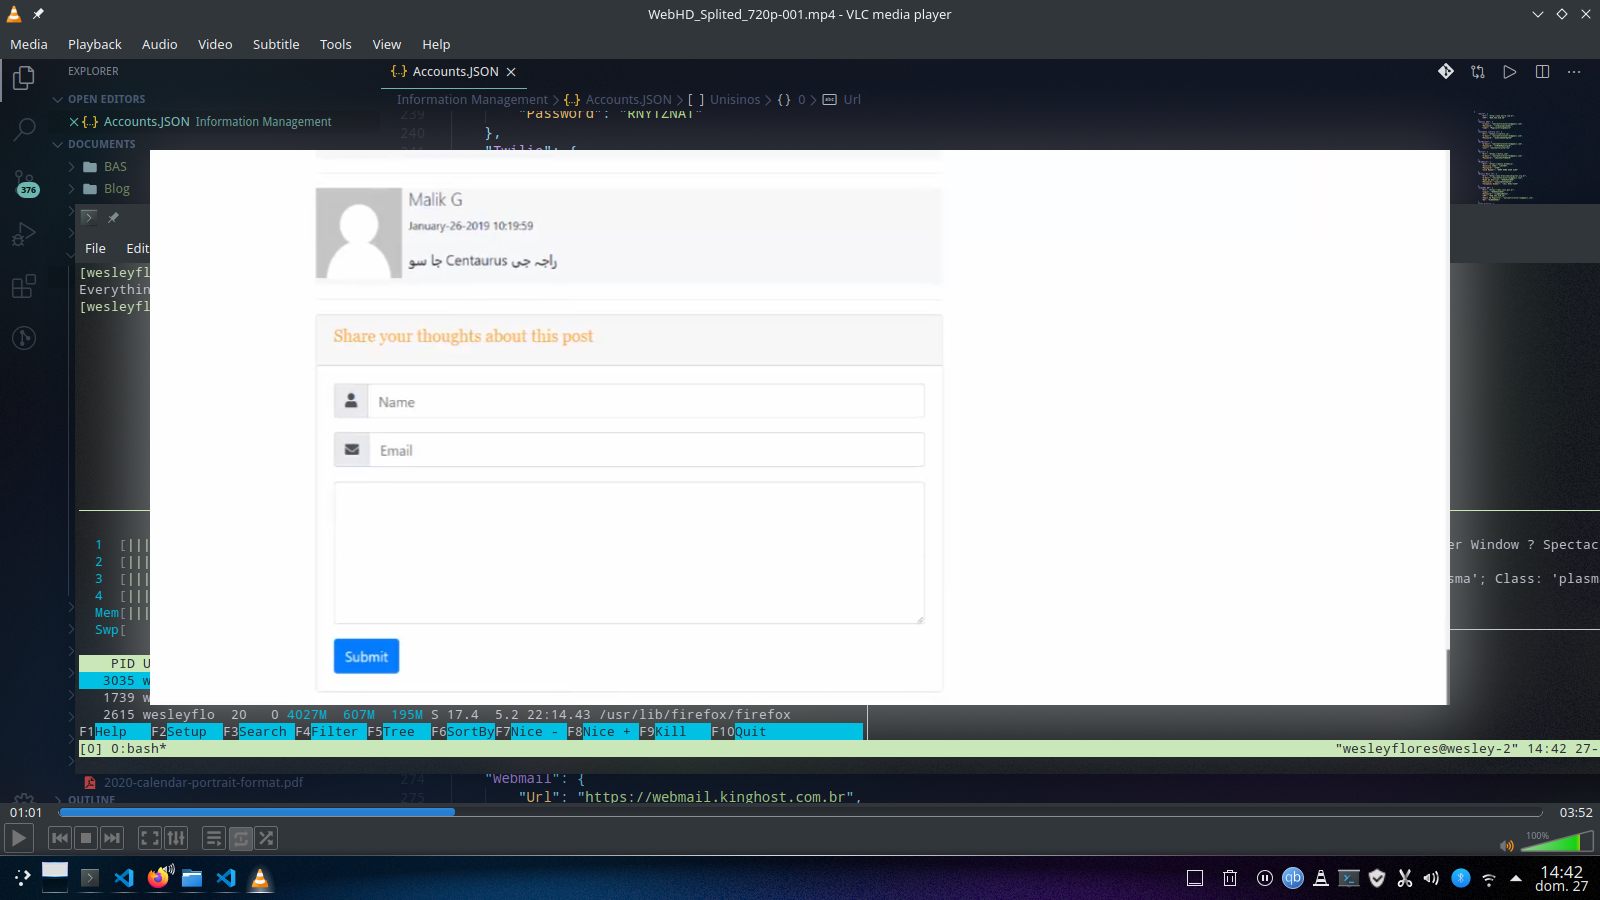 WebHD_Splited_720p-001.mp4 - VLC media player
Media Playback Audio Video Subtitle Tools View Help
EXPLORER
{..} Accounts.JSON
OPEN EDITORS
Information Management > {..} Accounts.JSON > [ ] Unisinos > {} 0 > Url
{..} Accounts.JSON Information Management
239 "Password": "RNYTZNAT"
240 },
"Twilio": {
DOCUMENTS
BAS
376
Blog
Malik G
January-26-2019 10:19:59
راجہ جی Centaurus جا سو
File Edit
[wesleyfl
Everythin
[wesleyfl
Share your thoughts about this post
Name
Email
Submit
1 [|||
2 [|||
3 [|||
4 [|||
Mem[|||
Swp[
er Window ? Spectac
sma'; Class: 'plasm
PID U
3035 w
1739 w
2615 wesleyflo 20 0 4027M 607M 195M S 17.4 5.2 22:14.43 /usr/lib/firefox/firefox
F1Help F2Setup F3Search F4Filter F5Tree F6SortBy F7Nice - F8Nice + F9Kill F10Quit
[0] 0:bash*
"wesleyflores@wesley-2" 14:42 27-
2020-calendar-portrait-format.pdf
274 "Webmail": {
OUTLINE
275 "Url": "https://webmail.kinghost.com.br",
01:01
03:52
100%
14:42
dom. 27